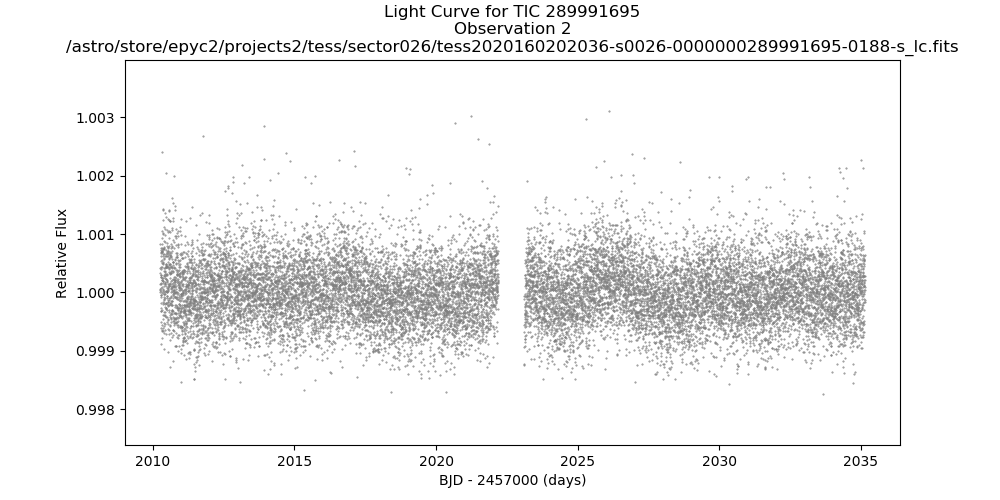 Light Curve for TIC 289991695
Observation 2
/astro/store/epyc2/projects2/tess/sector026/tess2020160202036-s0026-0000000289991695-0188-s_lc.fits
1.003
1.002
1.001
1.000
0.999
0.998
Relative Flux
2010 2015 2020 2025 2030 2035
BJD - 2457000 (days)